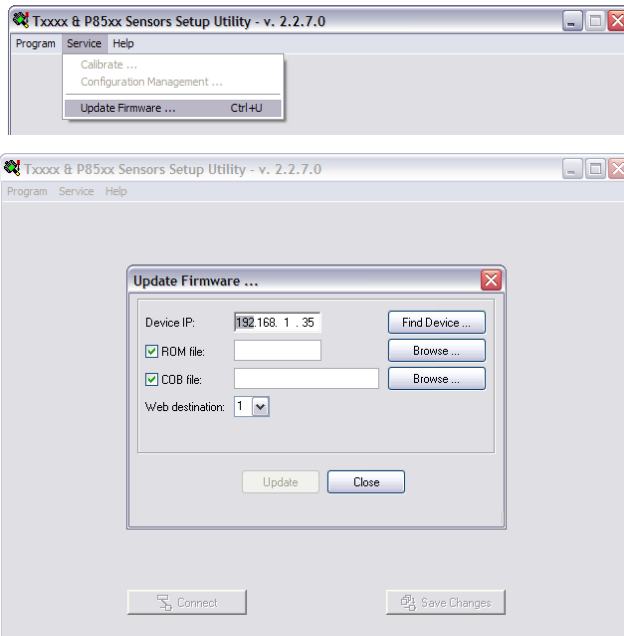 Txxxx & P85xx Sensors Setup Utility - v. 2.2.7.0
Program Service Help
Calibrate ...
Configuration Management ...
Update Firmware ... Ctrl+U
Txxxx & P85xx Sensors Setup Utility - v. 2.2.7.0
Program Service Help
Update Firmware ...
Device IP: 192.168. 1 . 35 Find Device ...
ROM file: Browse ...
COB file: Browse ...
Web destination: 1
Update Close
Connect Save Changes